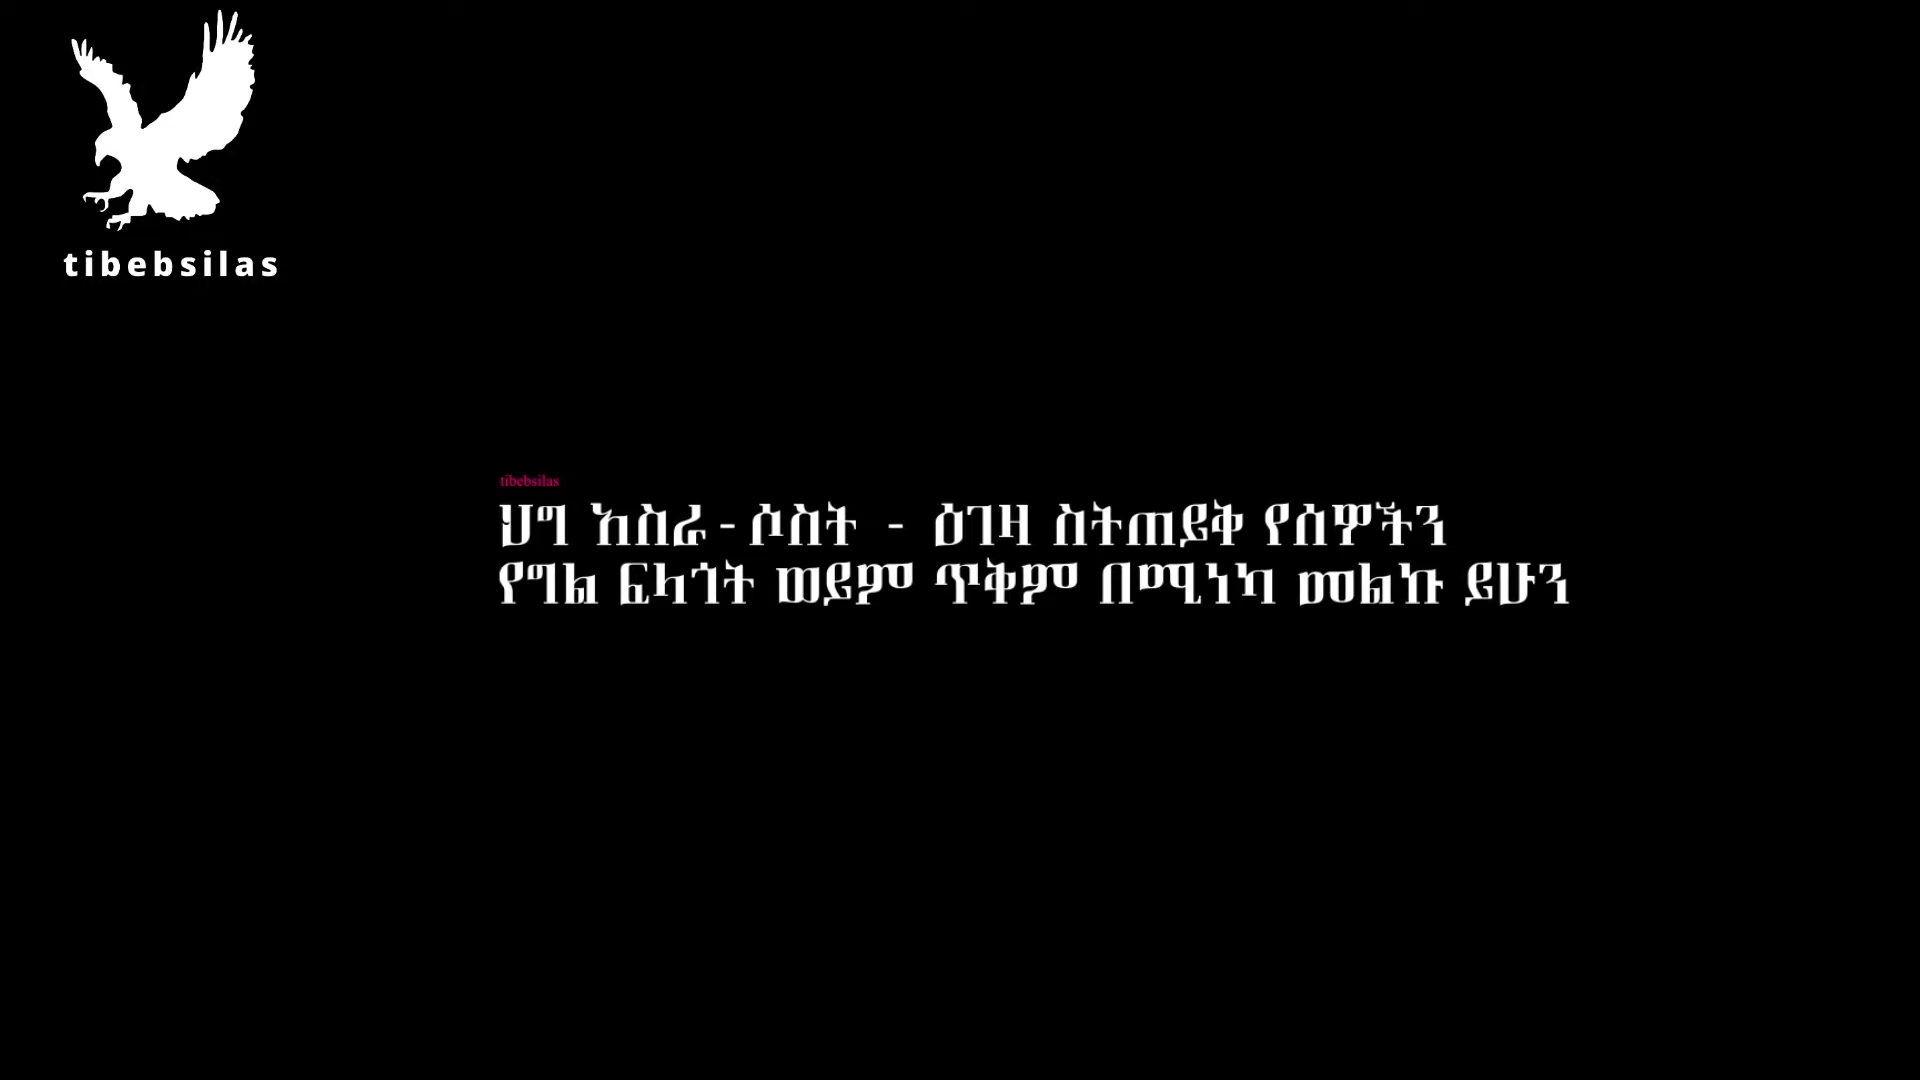 tibebsilas
tibebsilas
ህግ አስራ - ሶስት - ዕገዛ ስትጠይቅ የሰዎችን
የግል ፍላጎት ወይም ጥቅም በሚነካ መልኩ ይሁን